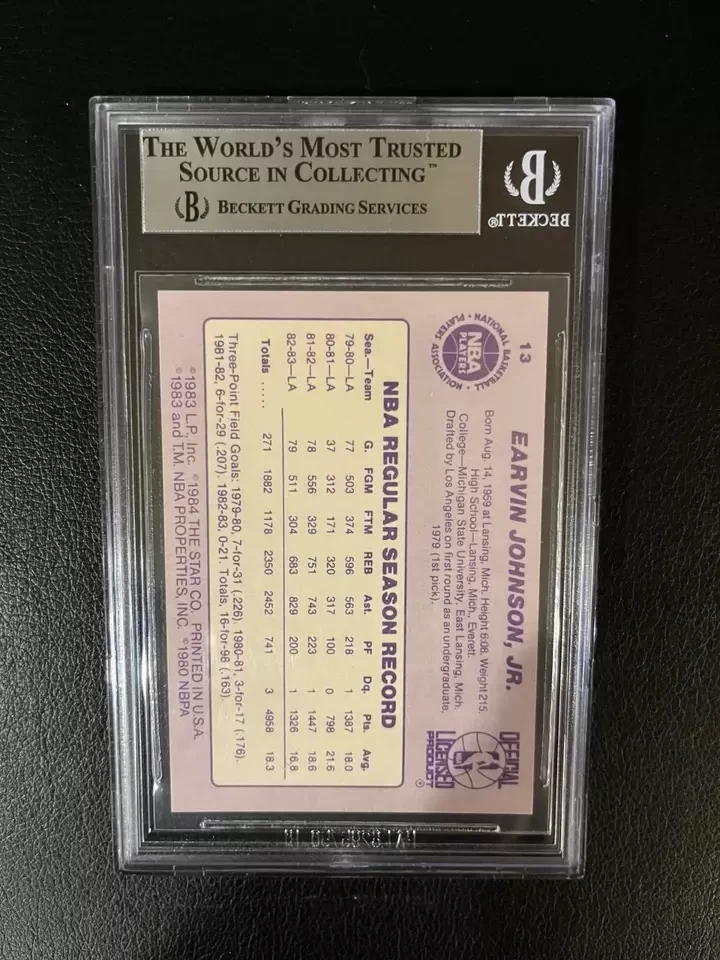 THE WORLD'S MOST TRUSTED
SOURCE IN COLLECTING™
B BECKETT GRADING SERVICES
B
BECKETT®
13
NATIONAL BASKETBALL
PLAYERS ASSOCIATION
NBA
PLAYERS
EARVIN JOHNSON, JR.
Born Aug. 14, 1959 at Lansing, Mich. Height 6:08. Weight 215.
High School—Lansing, Mich., Everett.
College—Michigan State University, East Lansing, Mich.
Drafted by Los Angeles on first round as an undergraduate,
1979 (1st pick).
OFFICIAL
LICENSED
PRODUCT
®
NBA REGULAR SEASON RECORD
Sea.—Team G. FGM FTM REB Ast. PF Dq. Pts. Avg.
79-80—LA 77 503 374 596 563 218 1 1387 18.0
80-81—LA 37 312 171 320 317 100 0 798 21.6
81-82—LA 78 556 329 751 743 223 1 1447 18.6
82-83—LA 79 511 304 683 829 200 1 1326 16.8
Totals ..... 271 1882 1178 2350 2452 741 3 4958 18.3
Three-Point Field Goals: 1979-80, 7-for-31 (.226). 1980-81, 3-for-17 (.176).
1981-82, 6-for-29 (.207). 1982-83, 0-21. Totals, 16-for-98 (.163).
©1983 L.P., Inc. ©1984 THE STAR CO. PRINTED IN U.S.A.
©1983 and T.M. NBA PROPERTIES, INC. ©1980 NBPA